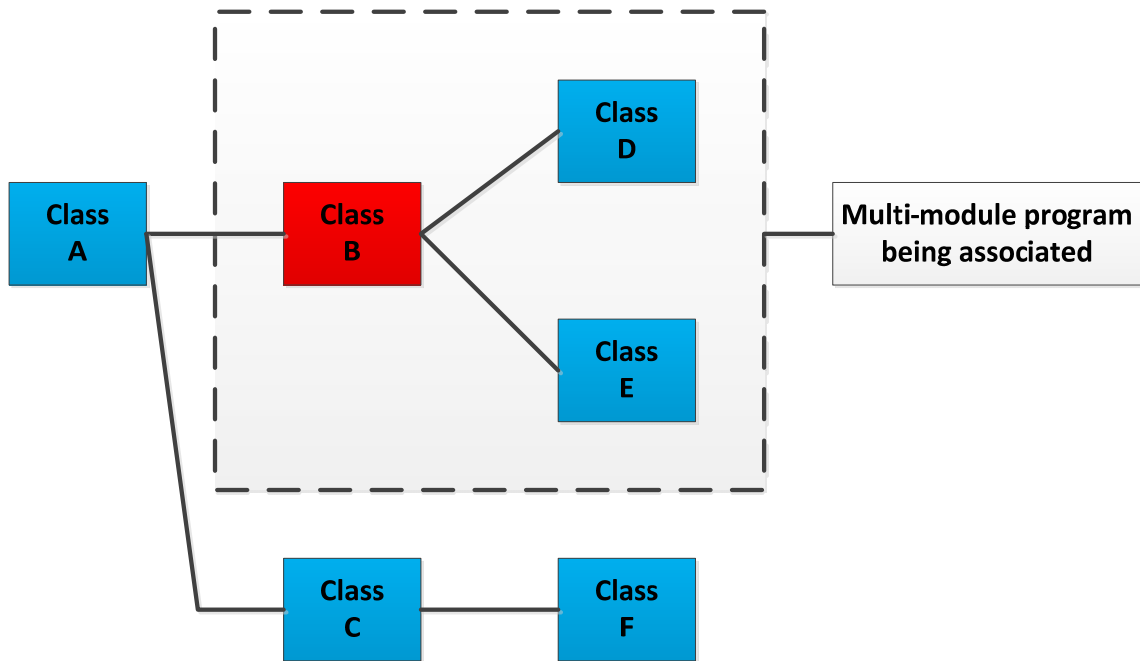 Class
D
Class
A
Class
B
Multi-module program
being associated
Class
E
Class
C
Class
F